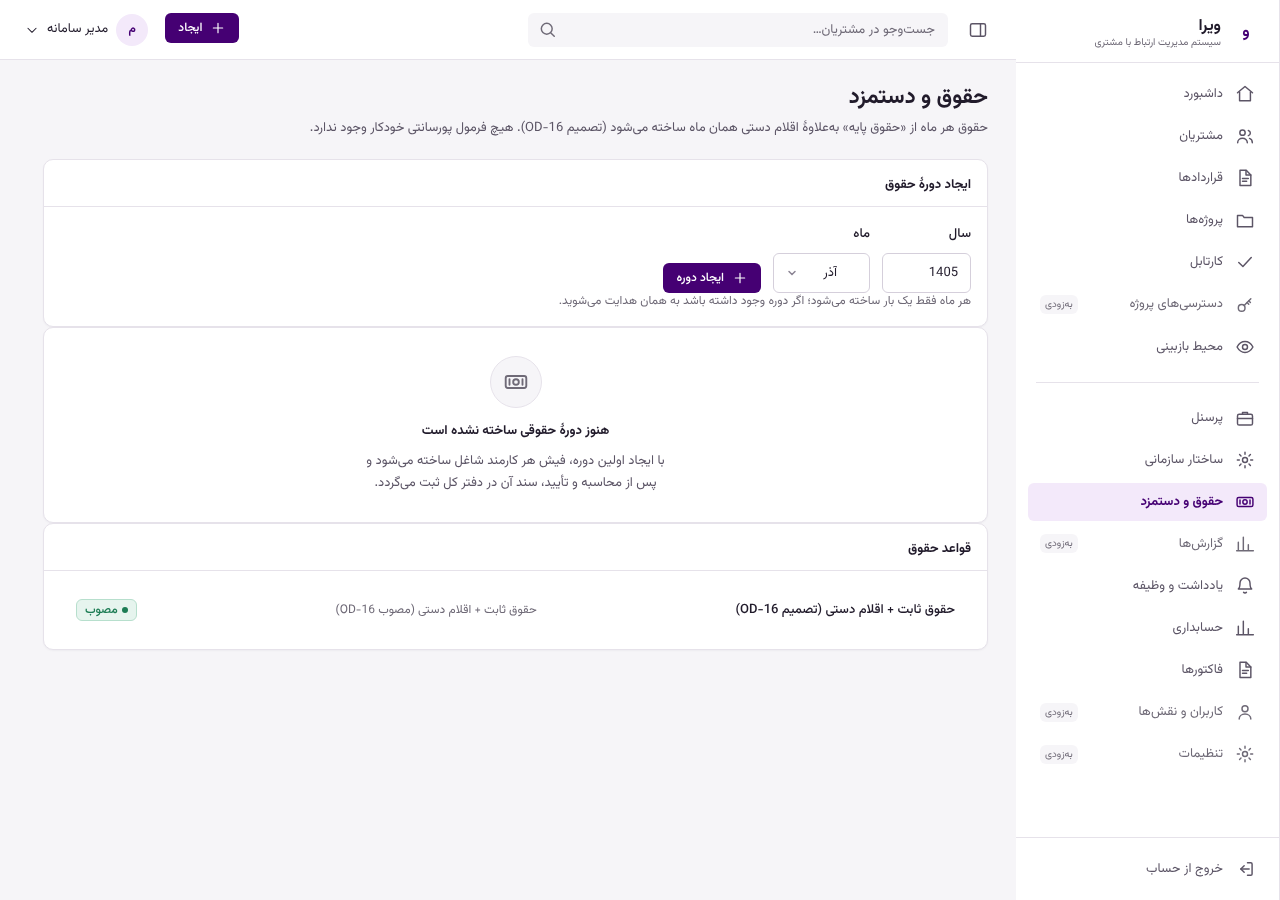 و
ویرا
سیستم مدیریت ارتباط با مشتری
داشبورد
مشتریان
قراردادها
پروژه‌ها
کارتابل
دسترسی‌های پروژه
به‌زودی
محیط بازبینی
پرسنل
ساختار سازمانی
حقوق و دستمزد
گزارش‌ها
به‌زودی
یادداشت و وظیفه
حسابداری
فاکتورها
کاربران و نقش‌ها
به‌زودی
تنظیمات
به‌زودی
خروج از حساب
جست‌وجو در مشتریان...
ایجاد
م
مدیر سامانه
حقوق و دستمزد
حقوق هر ماه از «حقوق پایه» به‌علاوهٔ اقلام دستی همان ماه ساخته می‌شود (تصمیم OD-16). هیچ فرمول پورسانتی خودکار وجود ندارد.
ایجاد دورهٔ حقوق
سال
ماه
1405
آذر
ایجاد دوره
هر ماه فقط یک بار ساخته می‌شود؛ اگر دوره وجود داشته باشد به همان هدایت می‌شوید.
هنوز دورهٔ حقوقی ساخته نشده است
با ایجاد اولین دوره، فیش هر کارمند شاغل ساخته می‌شود و
پس از محاسبه و تأیید، سند آن در دفتر کل ثبت می‌گردد.
قواعد حقوق
حقوق ثابت + اقلام دستی (تصمیم OD-16)
حقوق ثابت + اقلام دستی (مصوب OD-16)
مصوب